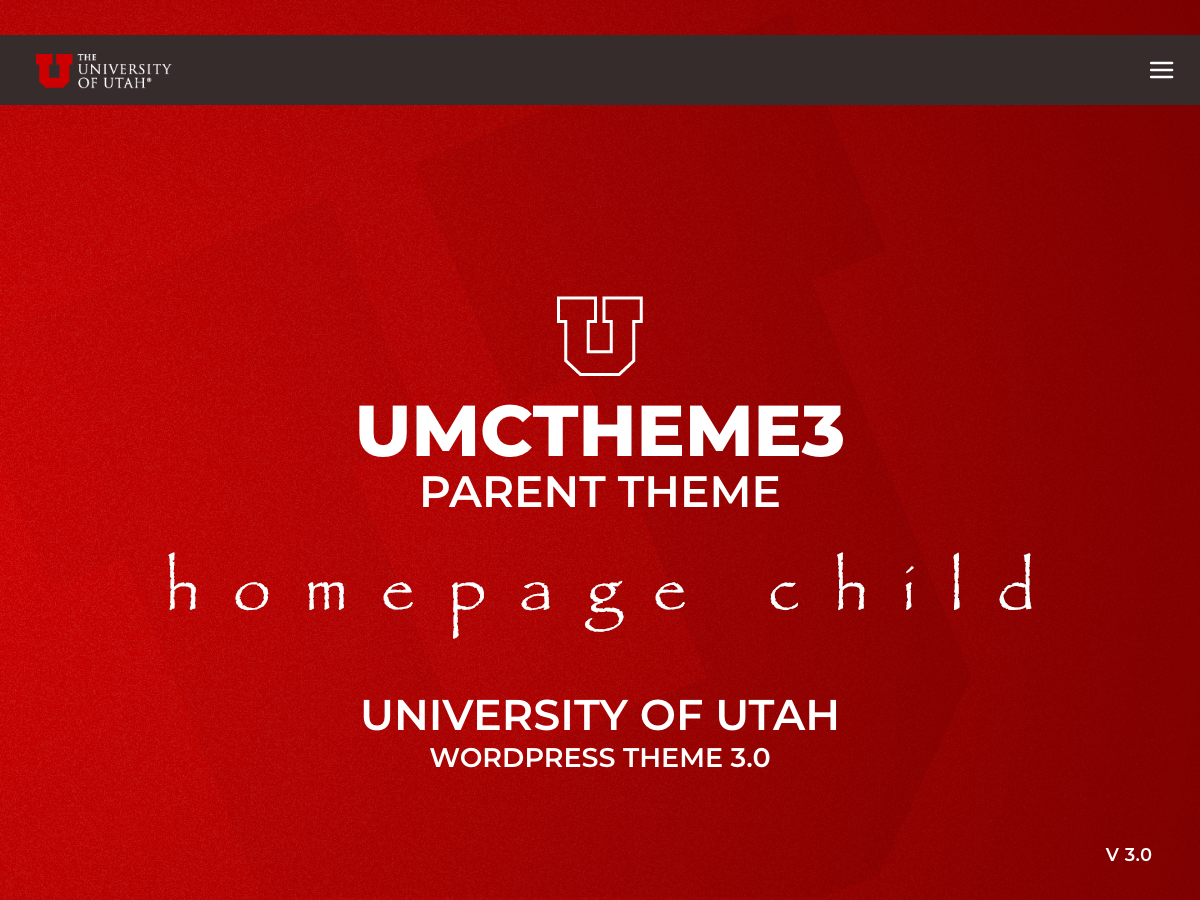 THE
UNIVERSITY
OF UTAH®
UMCTHEME3
PARENT THEME
homepage child
UNIVERSITY OF UTAH
WORDPRESS THEME 3.0
V 3.0